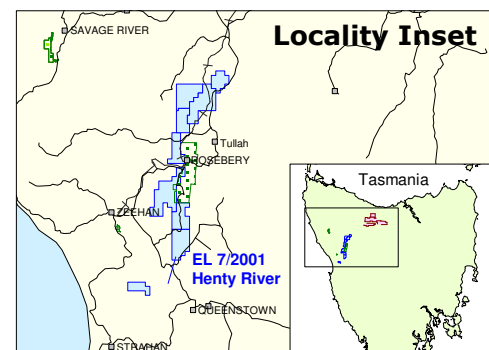 Locality Inset
SAVAGE RIVER
Tullah
ROSEBERY
Tasmania
ZEEHAN
EL 7/2001
Henty River
QUEENSTOWN
STRAHAN